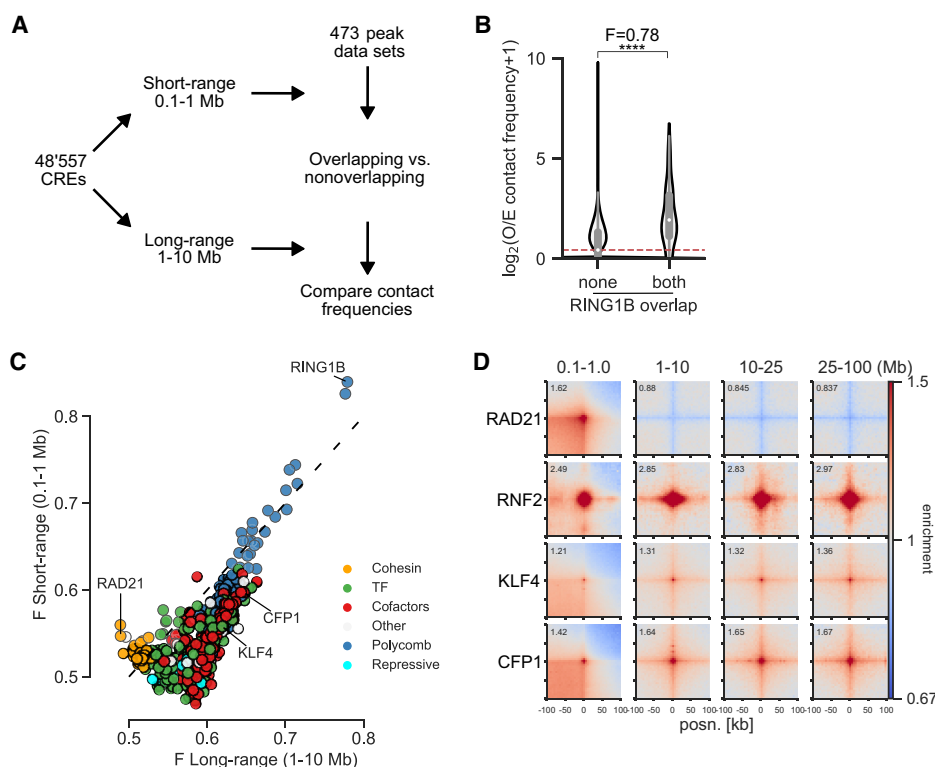 A
473 peak
data sets
Short-range
0.1-1 Mb
48'557
CREs
Overlapping vs.
nonoverlapping
Long-range
1-10 Mb
Compare contact
frequencies
B
F=0.78
****
10
5
0
log2(O/E contact frequency+1)
none
both
RING1B overlap
C
RING1B
0.8
0.7
0.6
0.5
F Short-range (0.1-1 Mb)
RAD21
CFP1
KLF4
Cohesin
TF
Cofactors
Other
Polycomb
Repressive
0.5 0.6 0.7 0.8
F Long-range (1-10 Mb)
D
0.1-1.0 1-10 10-25 25-100 (Mb)
RAD21 1.62 0.88 0.845 0.837
RNF2 2.49 2.85 2.83 2.97
KLF4 1.21 1.31 1.32 1.36
CFP1 1.42 1.64 1.65 1.67
-100 -50 0 50 100 -100 -50 0 50 100 -100 -50 0 50 100 -100 -50 0 50 100
posn. [kb]
1.5
1
0.67
enrichment